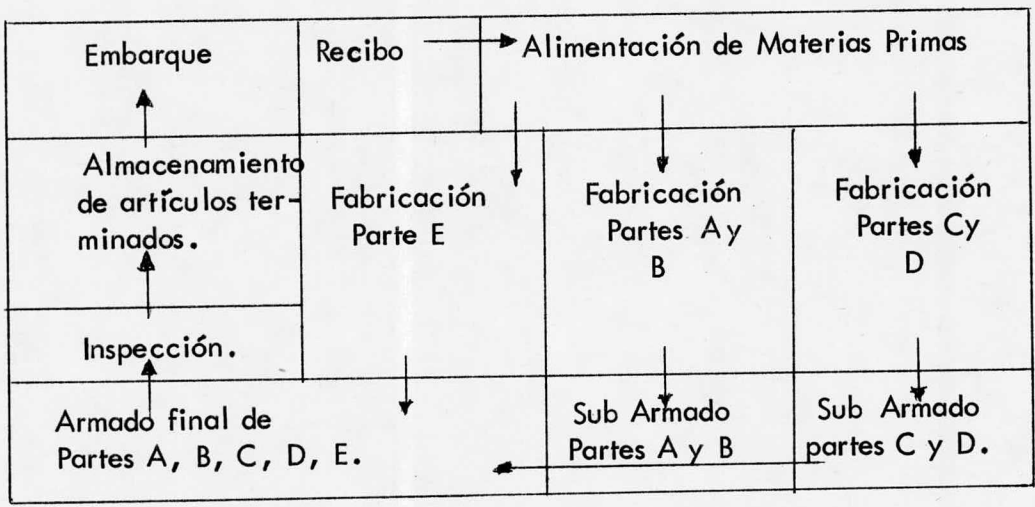 Embarque
Recibo
Alimentación de Materias Primas
Almacenamiento
de artículos ter-
minados.
Fabricación
Parte E
Fabricación
Partes A y
B
Fabricación
Partes Cy
D
Inspección.
Armado final de
Partes A, B, C, D, E.
Sub Armado
Partes A y B
Sub Armado
partes C y D.